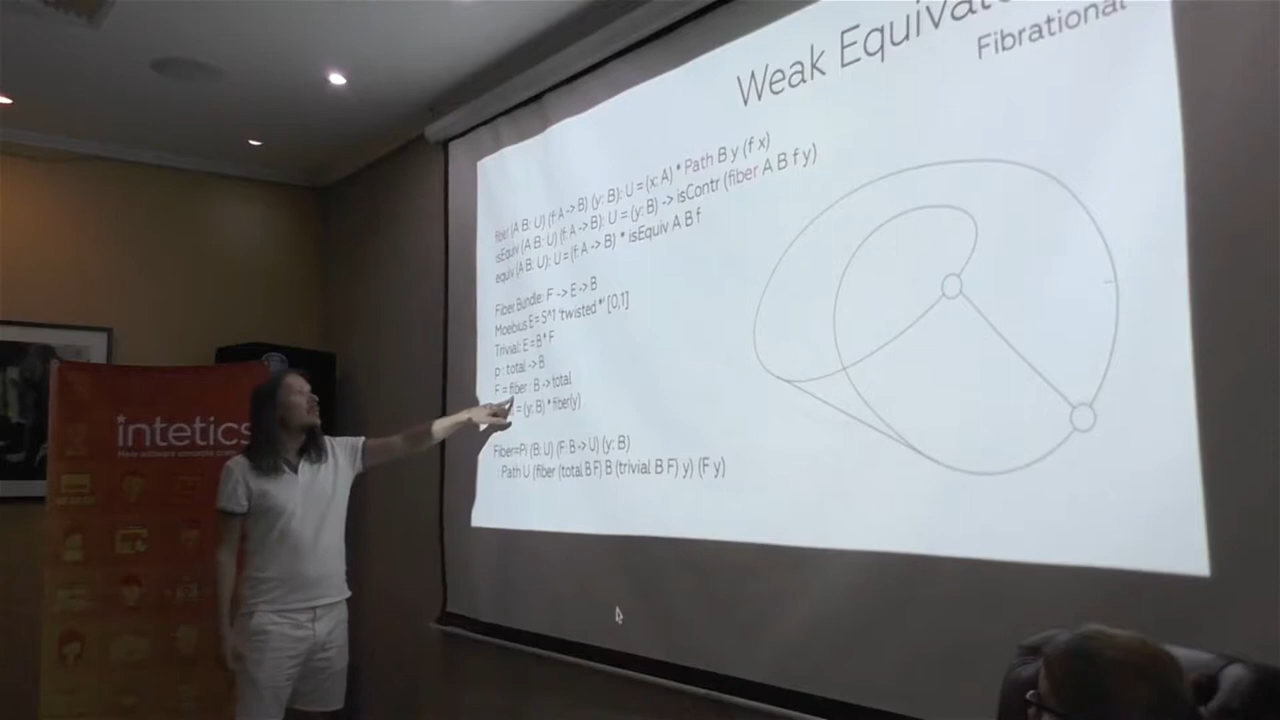 Weak
Fibrational
fiber (A B: U) (f: A -> B) (y: B): U = (x: A) * Path B y (f x)
isEquiv (A B: U) (f: A -> B): U = (y: B) -> isContr (fiber A B f y)
equiv (A B: U): U = (f: A -> B) * isEquiv A B f
Fiber Bundle: F -> E -> B
Moebius E = S^1 'twisted *' [0,1]
Trivial: E = B * F
p : total -> B
F = fiber : B -> total
= (y: B) * fiber(y)
Fiber=Pi (B: U) (F: B -> U) (y: B)
: Path U (fiber (total B F) B (trivial B F) y) (F y)
intetics